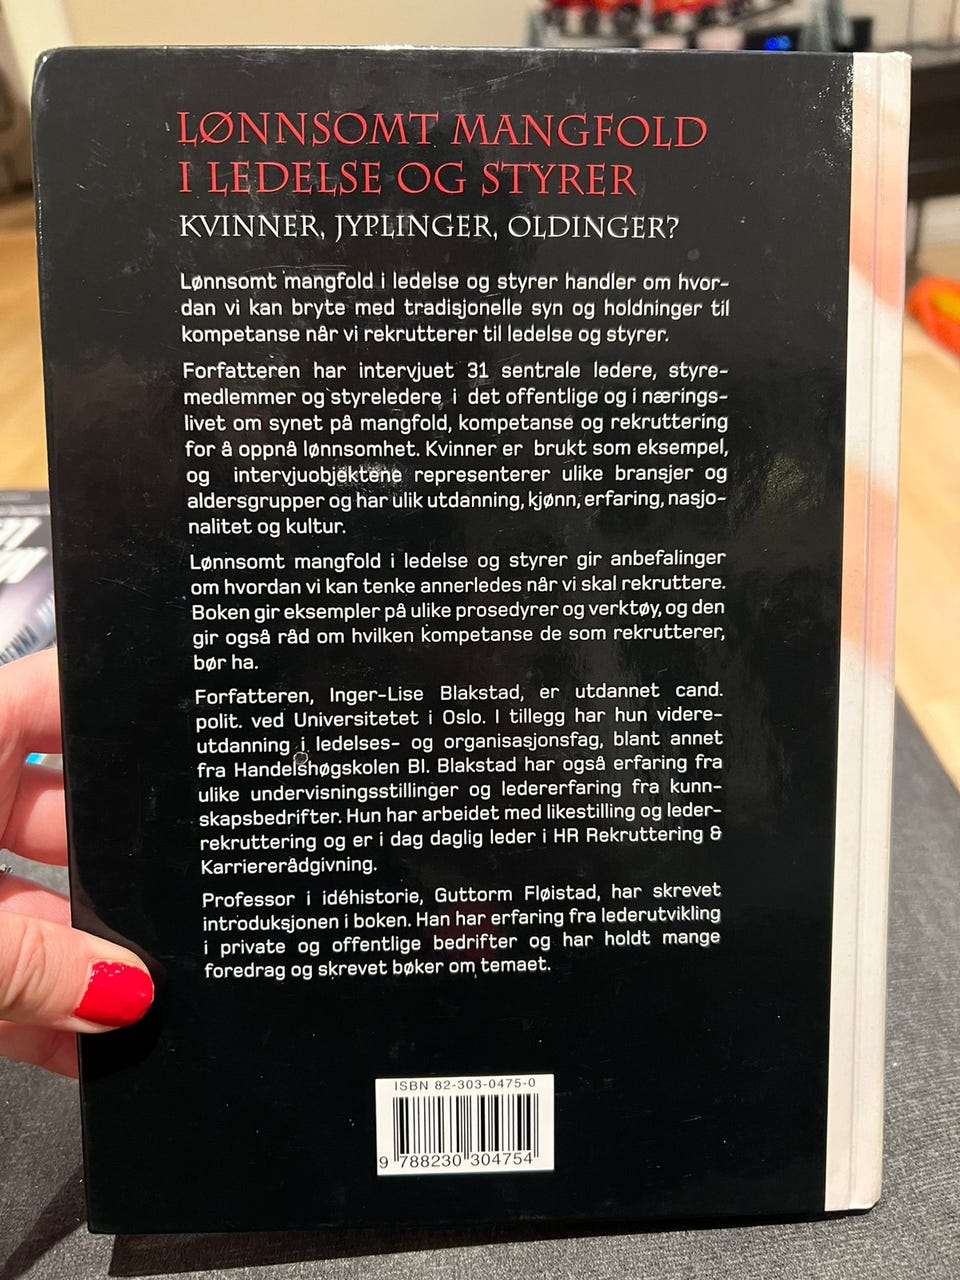 LØNNSOMT MANGFOLD
I LEDELSE OG STYRER
KVINNER, JYPLINGER, OLDINGER?
Lønnsomt mangfold i ledelse og styrer handler om hvor-
dan vi kan bryte med tradisjonelle syn og holdninger til
kompetanse når vi rekrutterer til ledelse og styrer.
Forfatteren har intervjuet 31 sentrale ledere, styre-
medlemmer og styreledere i det offentlige og i nærings-
livet om synet på mangfold, kompetanse og rekruttering
for å oppnå lønnsomhet. Kvinner er brukt som eksempel,
og intervjuobjektene representerer ulike bransjer og
aldersgrupper og har ulik utdanning, kjønn, erfaring, nasjo-
nalitet og kultur.
Lønnsomt mangfold i ledelse og styrer gir anbefalinger
om hvordan vi kan tenke annerledes når vi skal rekruttere.
Boken gir eksempler på ulike prosedyrer og verktøy, og den
gir også råd om hvilken kompetanse de som rekrutterer,
bør ha.
Forfatteren, Inger-Lise Blakstad, er utdannet cand.
polit. ved Universitetet i Oslo. I tillegg har hun videre-
utdanning i ledelses- og organisasjonsfag, blant annet
fra Handelshøgskolen BI. Blakstad har også erfaring fra
ulike undervisningsstillinger og ledererfaring fra kunn-
skapsbedrifter. Hun har arbeidet med likestilling og leder-
rekruttering og er i dag daglig leder i HR Rekruttering &
Karriererådgivning.
Professor i idéhistorie, Guttorm Fløistad, har skrevet
introduksjonen i boken. Han har erfaring fra lederutvikling
i private og offentlige bedrifter og har holdt mange
foredrag og skrevet bøker om temaet.
ISBN 82-303-0475-0
9 788230 304754